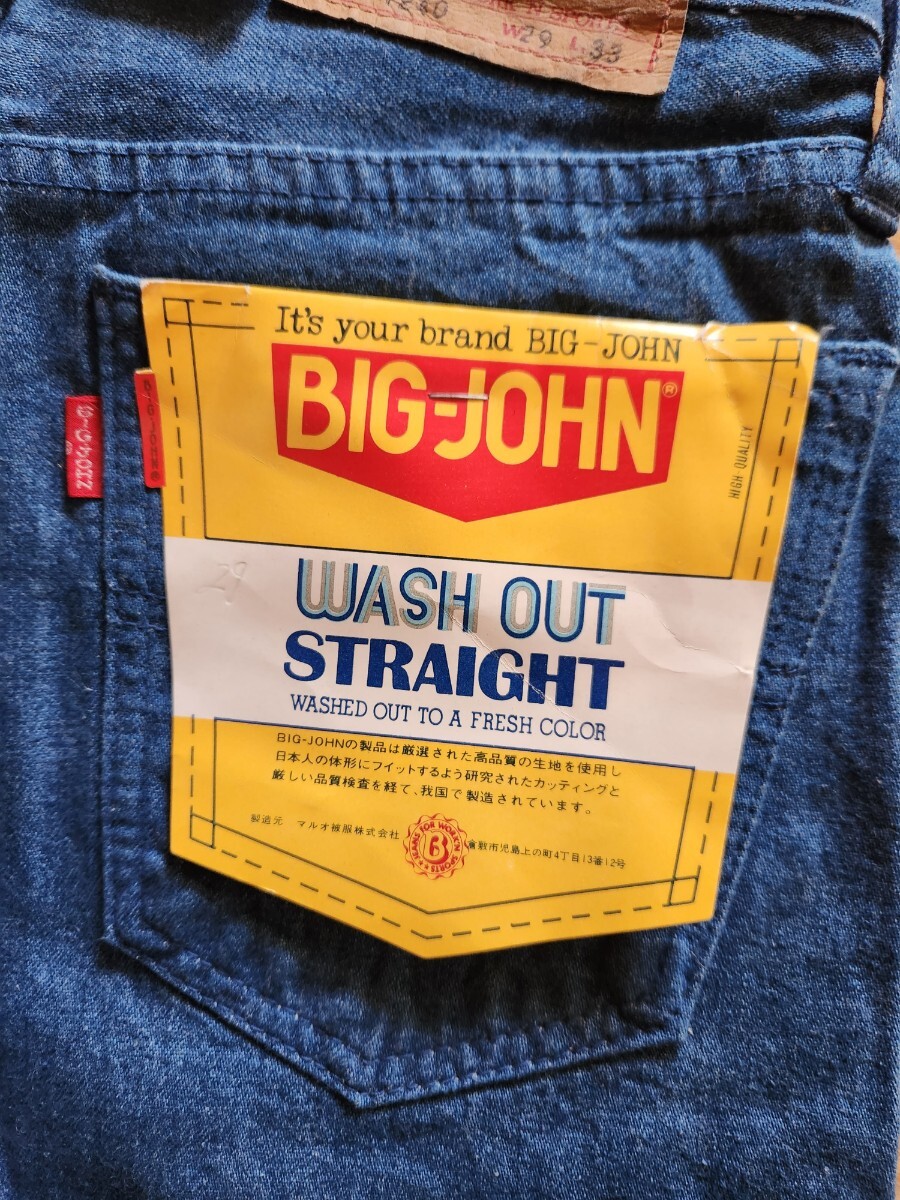 W29 L33
It's your brand BIG-JOHN
BIG-JOHN®
HIGH QUALITY
29
WASH OUT
STRAIGHT
WASHED OUT TO A FRESH COLOR
BIG-JOHNの製品は厳選された高品質の生地を使用し
日本人の体形にフイットするよう研究されたカッティングと
厳しい品質検査を経て、我国で製造されています。
製造元 マルオ被服株式会社
JEANS FOR WORK'N SPORTS
B
倉敷市児島上の町4丁目13番12号